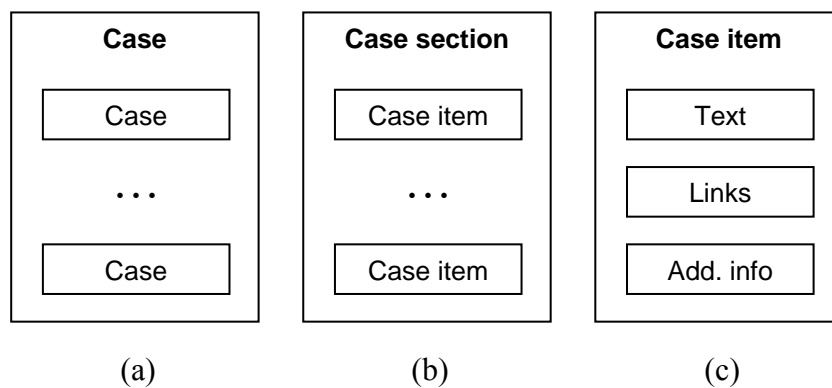 Case
Case
...
Case
(a)
Case section
Case item
...
Case item
(b)
Case item
Text
Links
Add. info
(c)